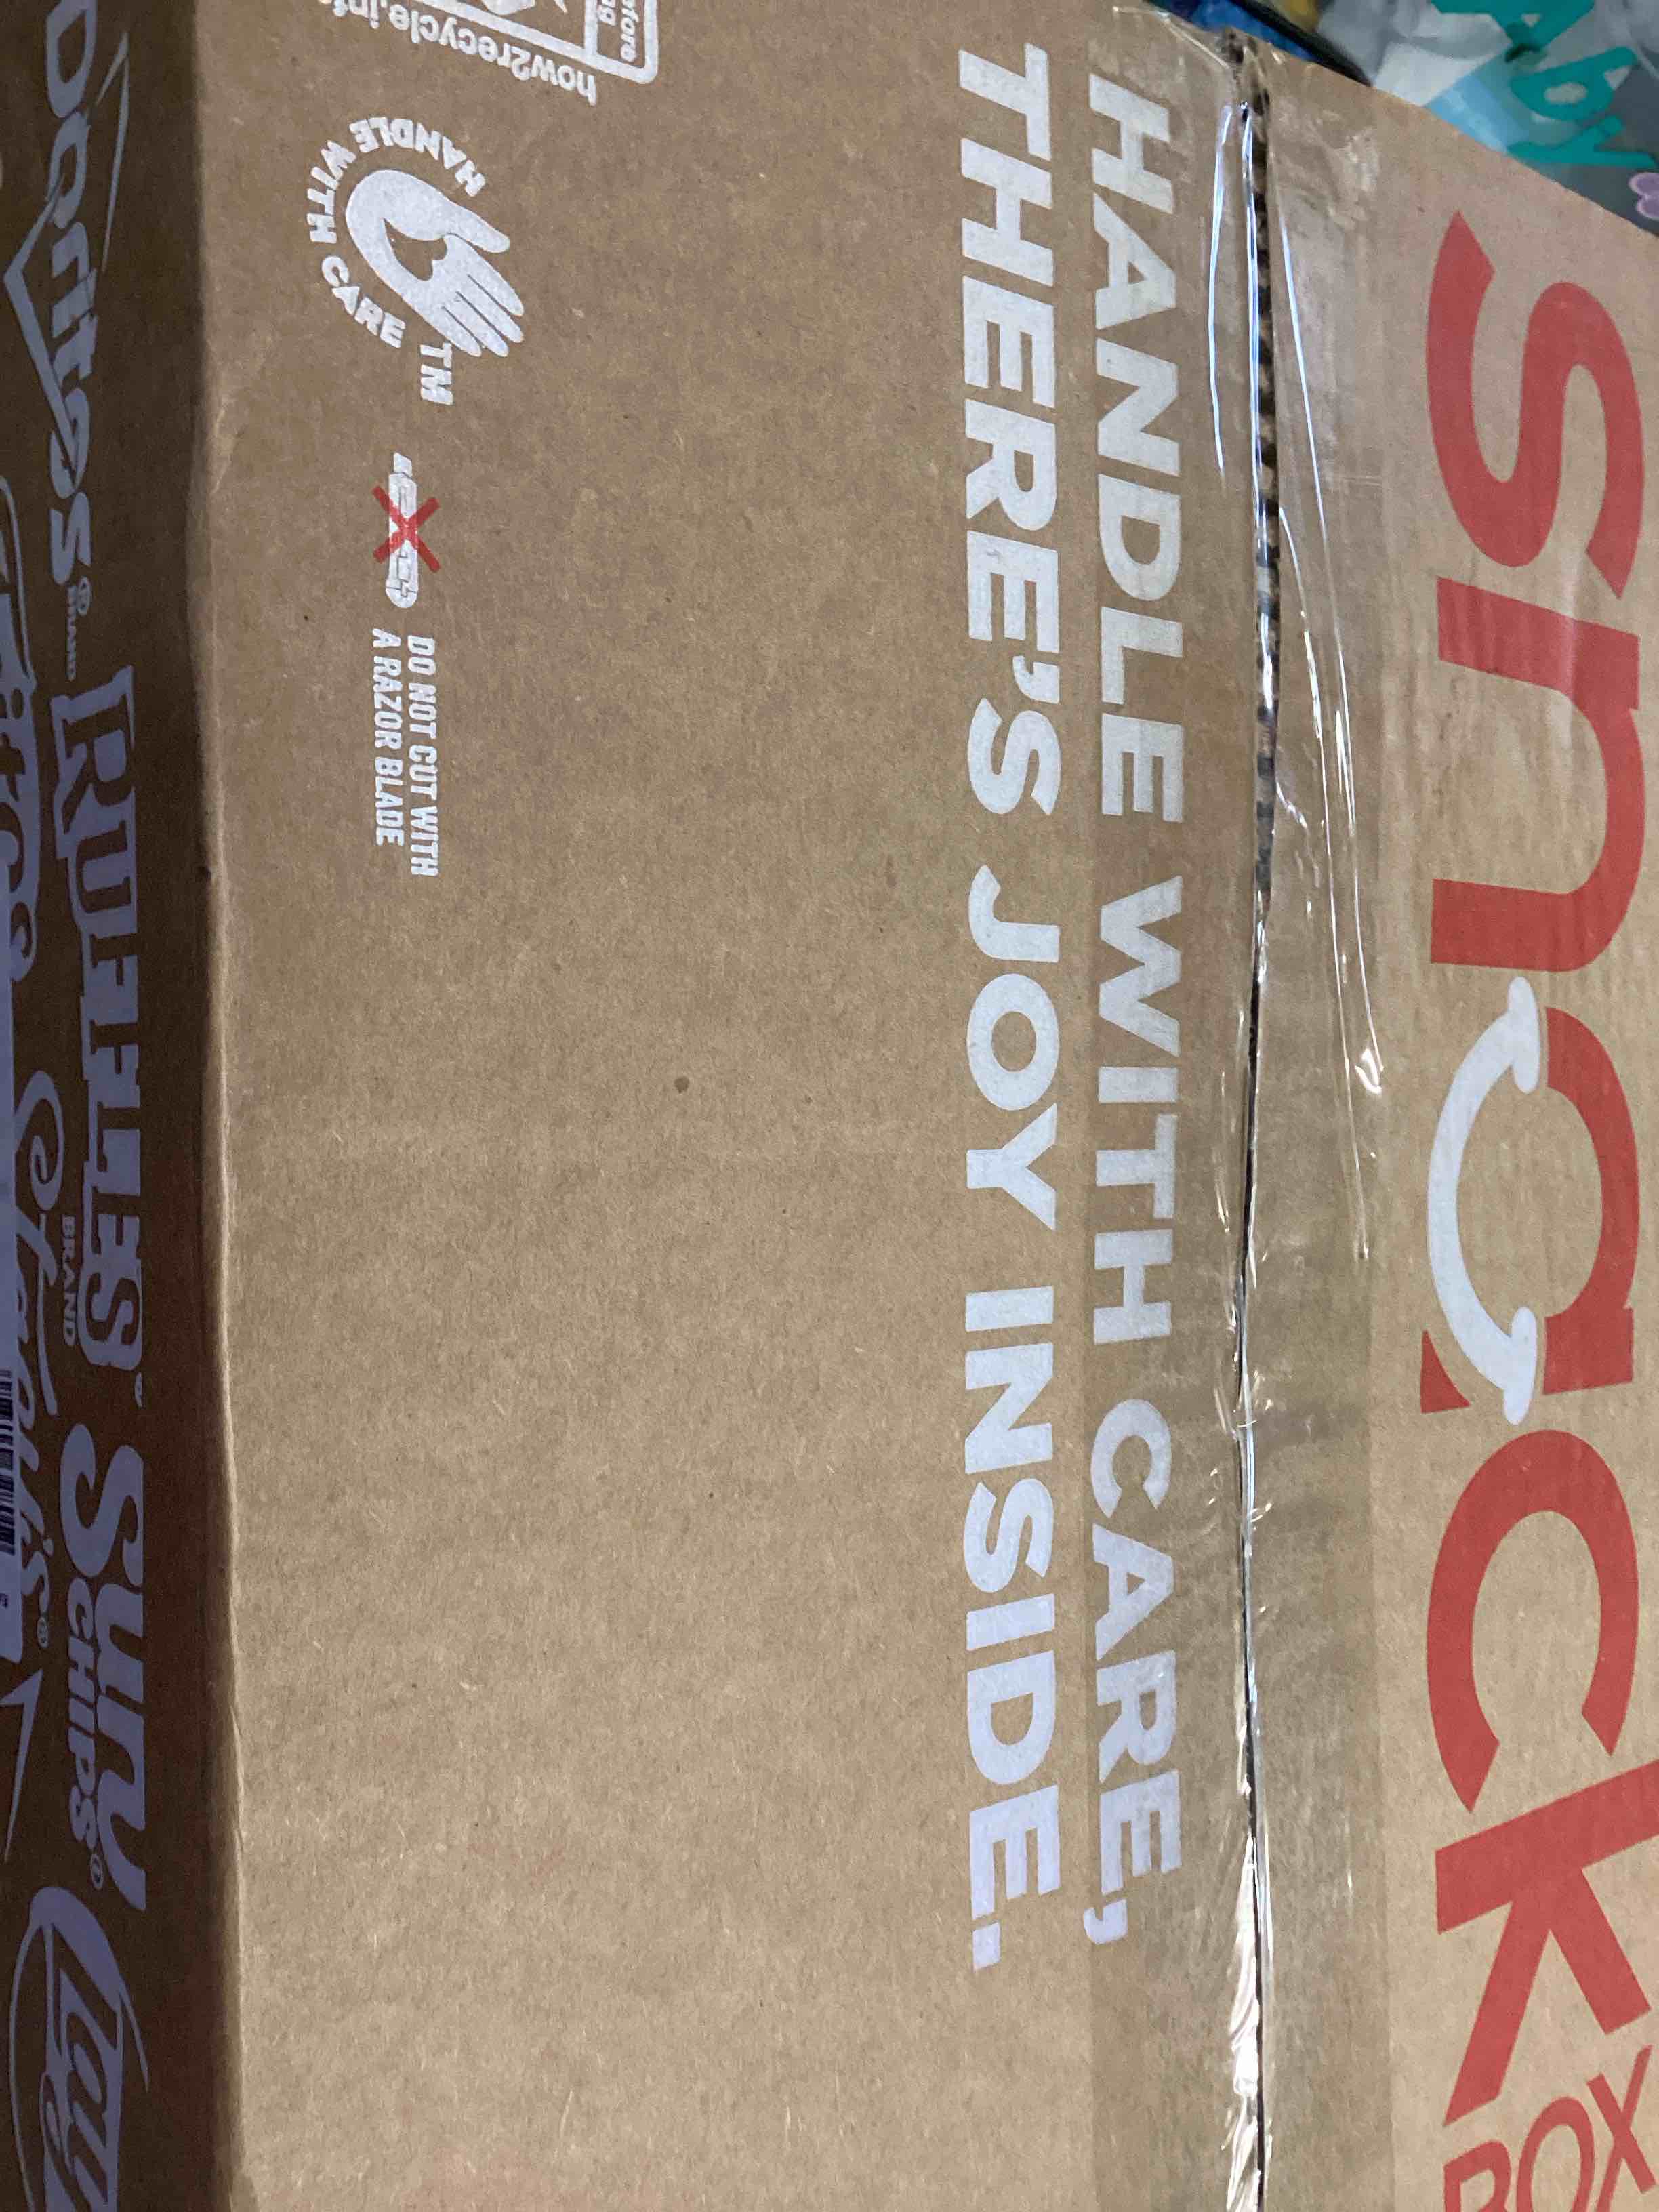 snack
BOX
HANDLE WITH CARE,
THERE'S JOY INSIDE.
how2recycle.info
HANDLE WITH CARE
TM
DO NOT CUT WITH
A RAZOR BLADE
Doritos® BRAND
RUFFLES BRAND
SUN CHIPS®
Lay
Stacy's®